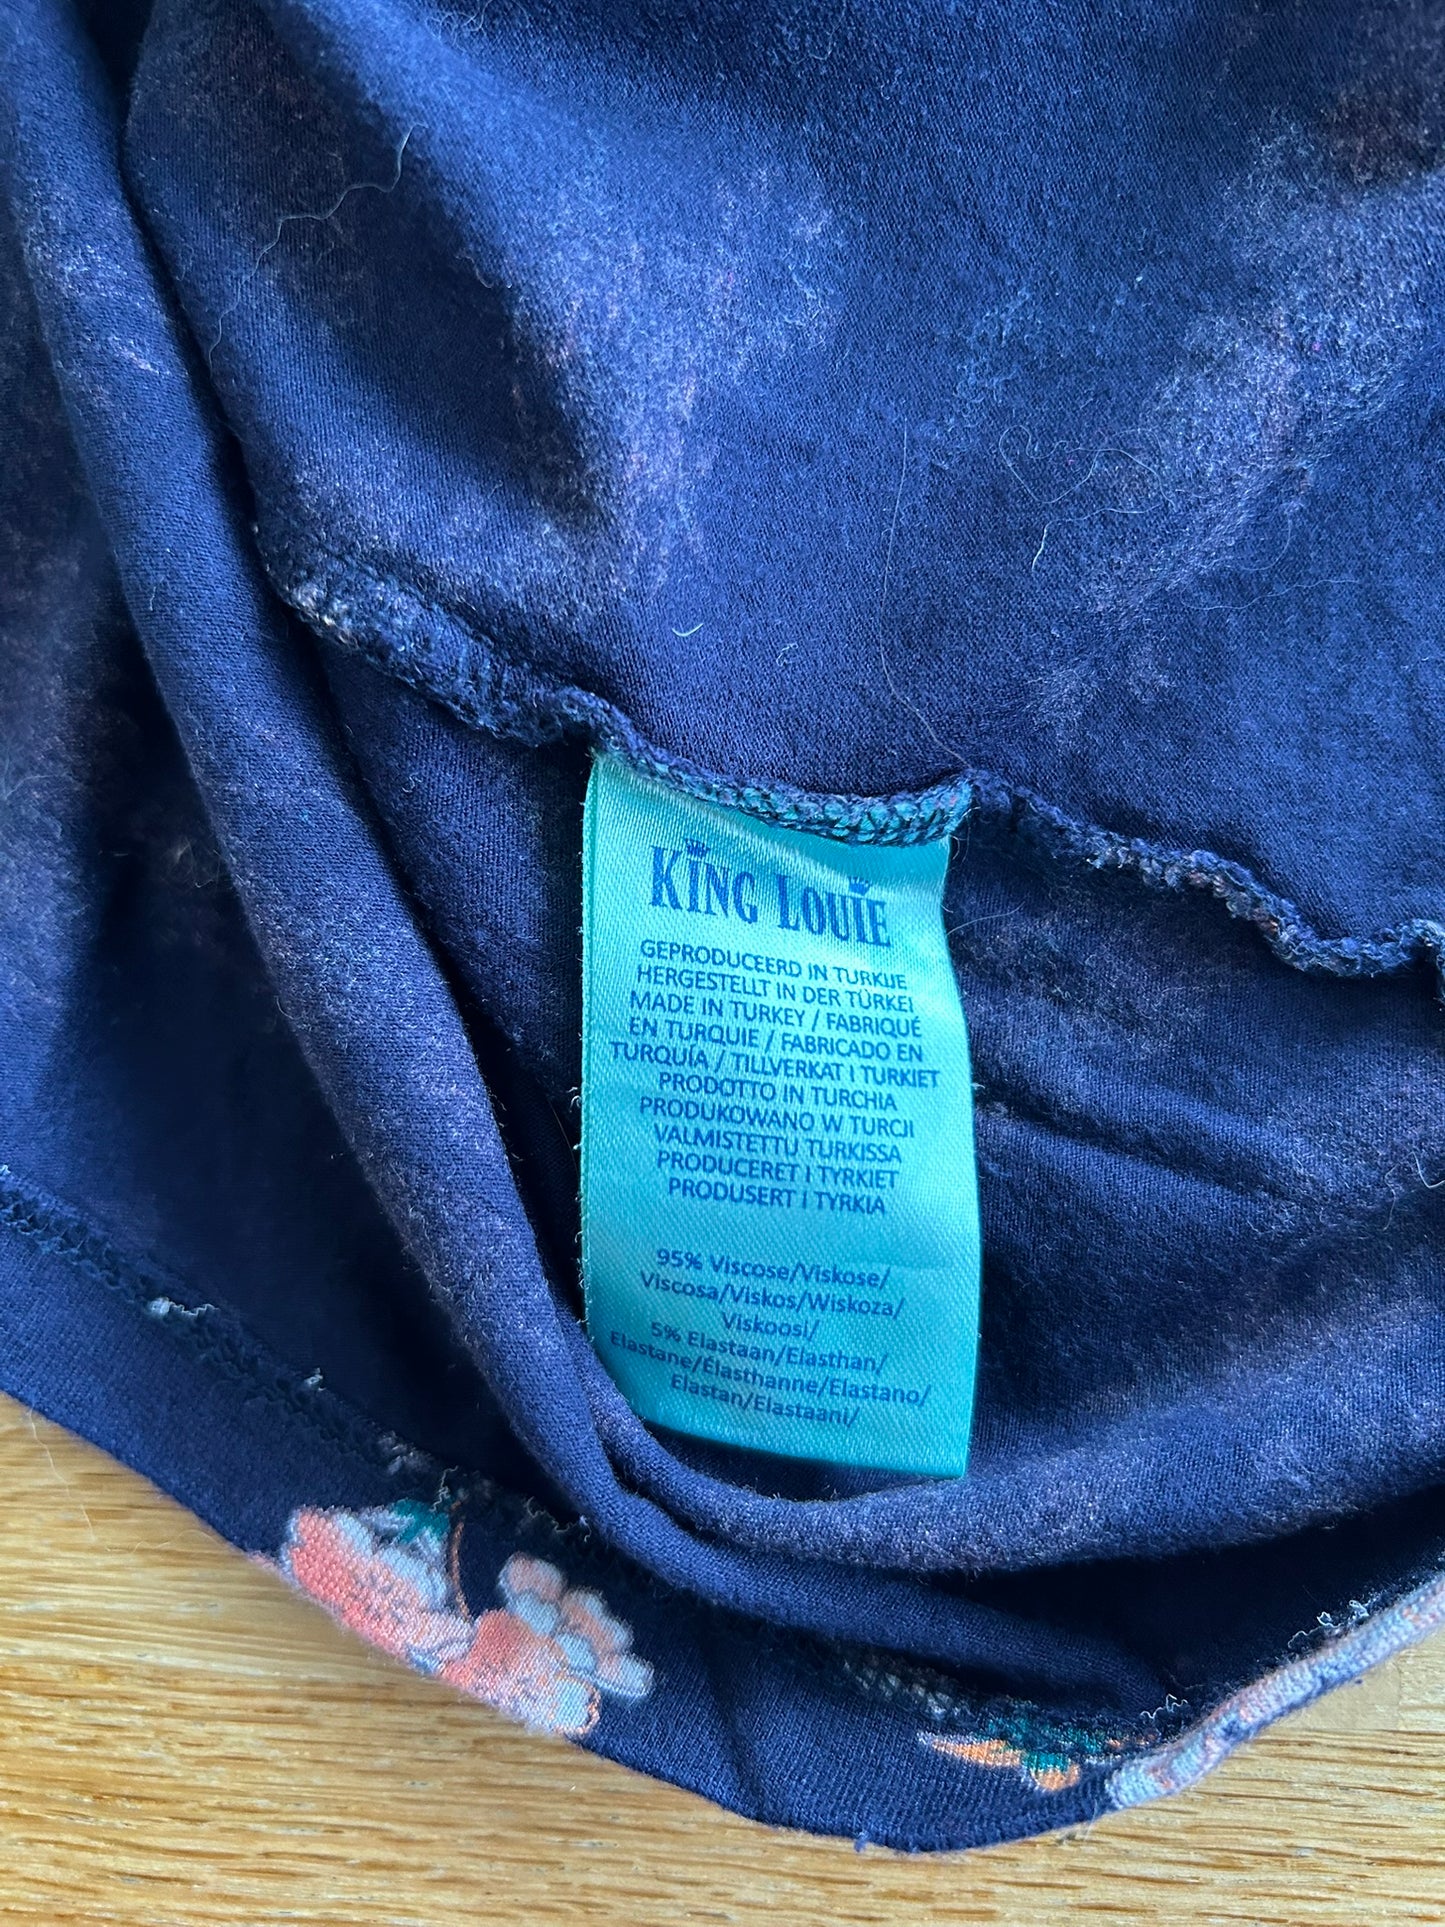 KING LOUIE
GEPRODUCEERD IN TURKIJE
HERGESTELLT IN DER TÜRKEI
MADE IN TURKEY / FABRIQUÉ
EN TURQUIE / FABRICADO EN
TURQUÍA / TILLVERKAT I TURKIET
PRODOTTO IN TURCHIA
PRODUKOWANO W TURCJI
VALMISTETTU TURKISSA
PRODUCERET I TYRKIET
PRODUSERT I TYRKIA
95% Viscose/Viskose/
Viscosa/Viskos/Wiskoza/
Viskoosi/
5% Elastaan/Elasthan/
Elastane/Élasthanne/Elastano/
Elastan/Elastaani/